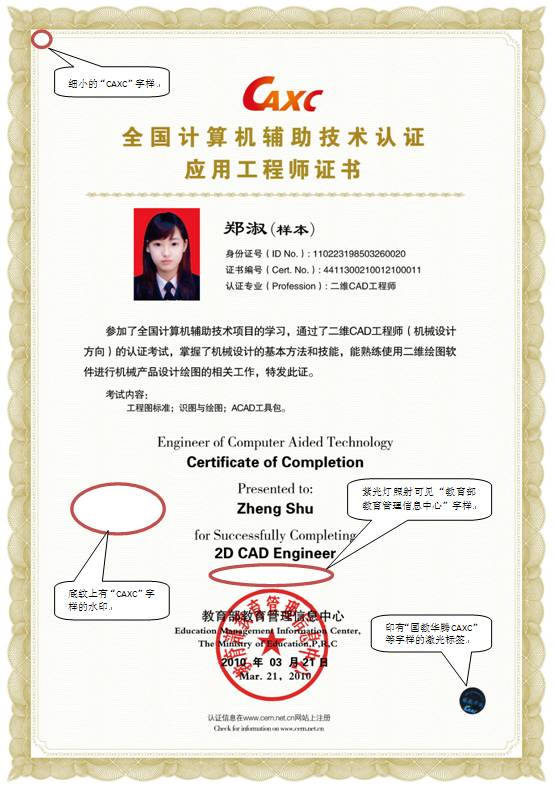 细小的“CAXC”字样。
CAXC
全国计算机辅助技术认证
应用工程师证书
郑淑(样本)
身份证号(ID No.):110223198503260020
证书编号(Cert. No.):4411300210012100011
认证专业(Profession):二维CAD工程师
参加了全国计算机辅助技术项目的学习,通过了二维CAD工程师(机械设计
方向)的认证考试,掌握了机械设计的基本方法和技能,能熟练使用二维绘图软
件进行机械产品设计绘图的相关工作,特发此证。
考试内容:
工程图标准;识图与绘图;ACAD工具包。
Engineer of Computer Aided Technology
Certificate of Completion
Presented to:
Zheng Shu
for Successfully Completing
2D CAD Engineer
紫光灯照射可见“教育部
教育管理信息中心”字样。
底纹上有“CAXC”字
样的水印。
教育部教育管理信息中心
Education Management Information Center,
The Ministry of Education,P,R,C
2010 年 03 月 21 日
Mar. 21, 2010
教育部教育管理信息中心
印有“国教华腾CAXC”
等字样的激光标签。
认证信息在www.cern.net.cn网站上注册
Check for information on www.cern.net.cn